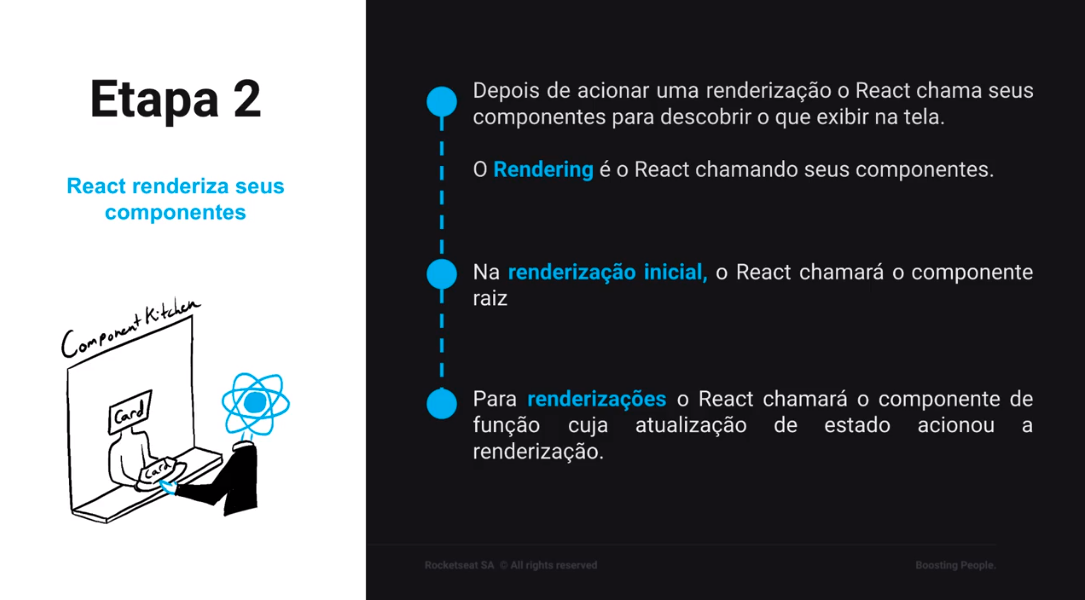 Etapa 2
React renderiza seus
componentes
Component Kitchen
Card
Card
Depois de acionar uma renderização o React chama seus
componentes para descobrir o que exibir na tela.
O Rendering é o React chamando seus componentes.
Na renderização inicial, o React chamará o componente
raiz
Para renderizações o React chamará o componente de
função cuja atualização de estado acionou a
renderização.
Rocketseat SA © All rights reserved
Boosting People.